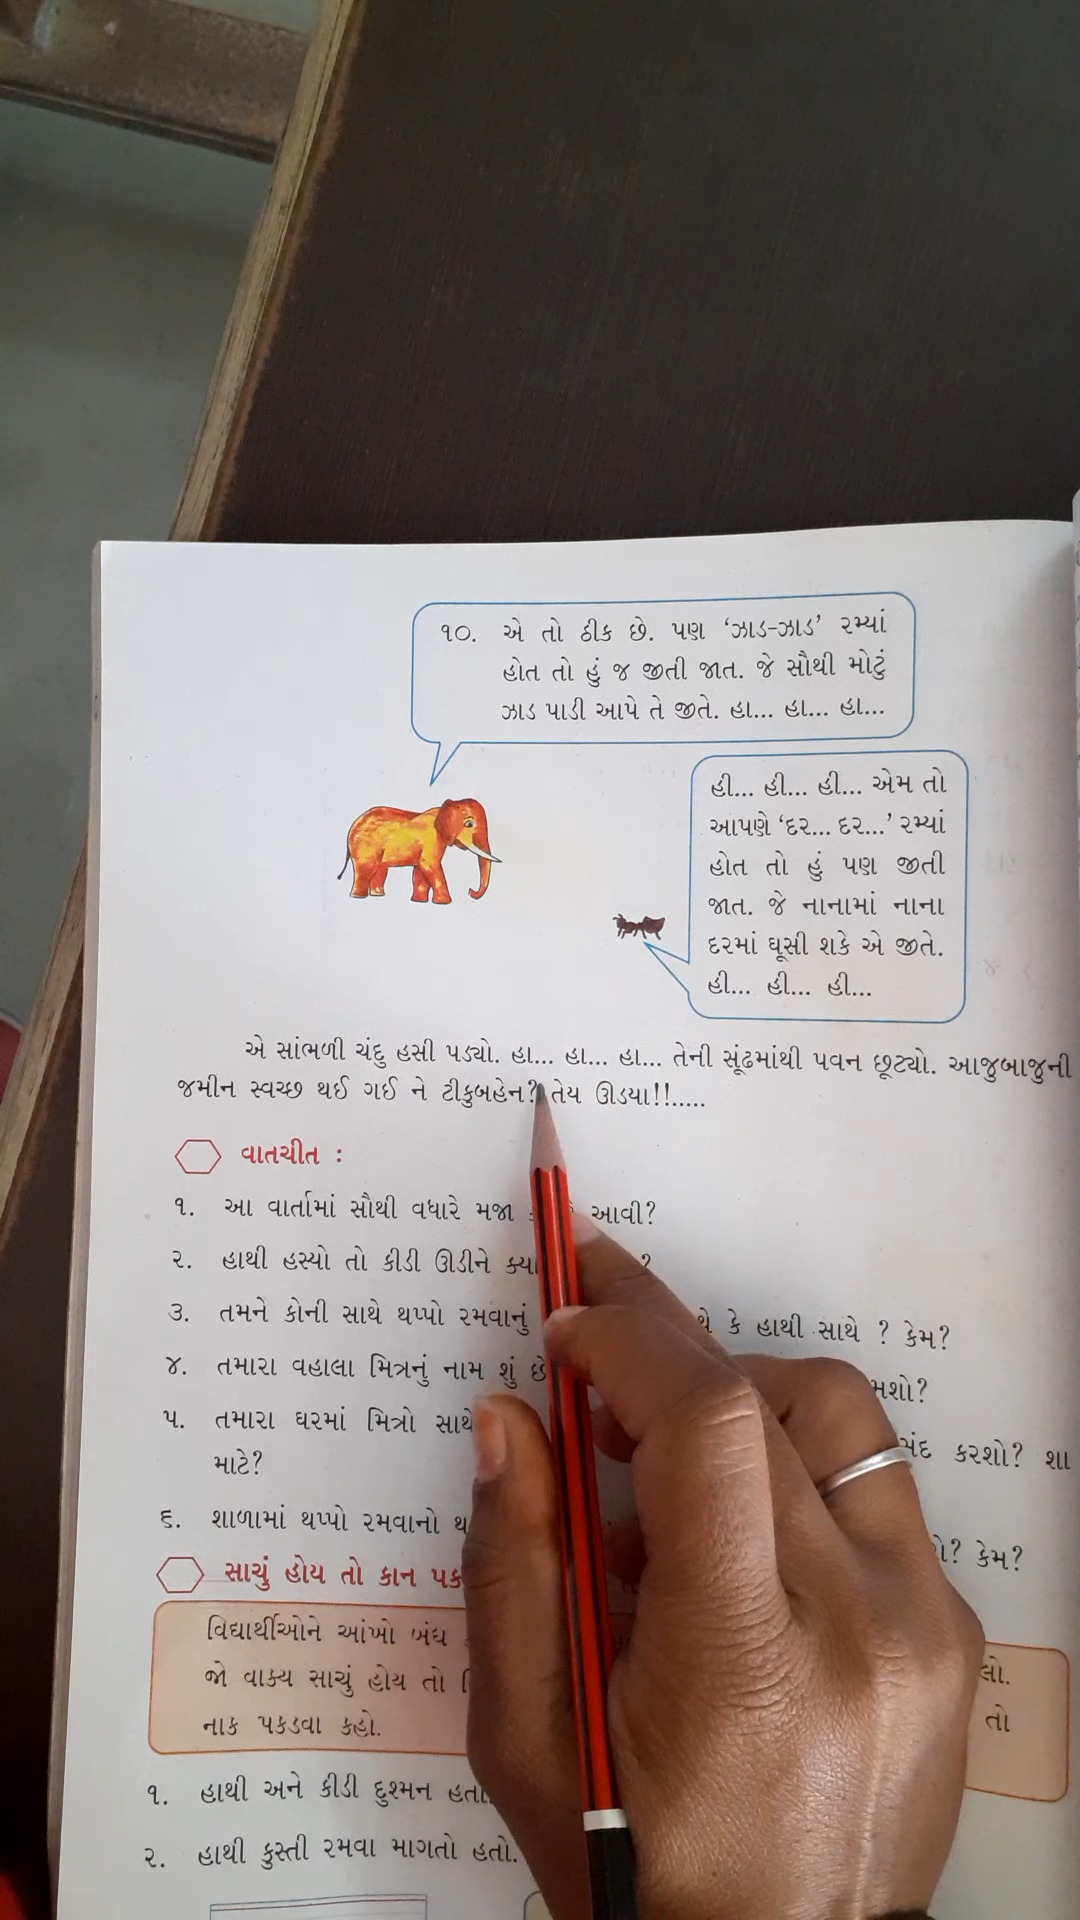 ૧૦. એ તો ઠીક છે. પણ ‘ઝાડ-ઝાડ’ રમ્યાં
હોત તો હું જ જીતી જાત. જે સૌથી મોટું
ઝાડ પાડી આપે તે જીતે. હા... હા... હા...
હી... હી... હી... એમ તો
આપણે ‘દર... દર...’ રમ્યાં
હોત તો હું પણ જીતી
જાત. જે નાનામાં નાના
દરમાં ઘૂસી શકે એ જીતે.
હી... હી... હી...
એ સાંભળી ચંદુ હસી પડ્યો. હા... હા... હા... તેની સૂંઢમાંથી પવન છૂટ્યો. આજુબાજુની
જમીન સ્વચ્છ થઈ ગઈ ને ટીકુબહેન? તેય ઊડયા!!.....
વાતચીત :
૧. આ વાર્તામાં સૌથી વધારે મજા આવી?
૨. હાથી હસ્યો તો કીડી ઊડીને ?
૩. તમને કોની સાથે થપ્પો રમવાનું કે હાથી સાથે ? કેમ?
૪. તમારા વહાલા મિત્રનું નામ શું
૫. તમારા ઘરમાં મિત્રો સાથે કરશો? શા
માટે?
૬. શાળામાં થપ્પો રમવાનો કેમ?
સાચું હોય તો કાન
વિદ્યાર્થીઓને આંખો બંધ
જો વાક્ય સાચું હોય તો તો
નાક પકડવા કહો.
૧. હાથી અને કીડી દુશ્મન
૨. હાથી કુસ્તી રમવા માગતો હતો.